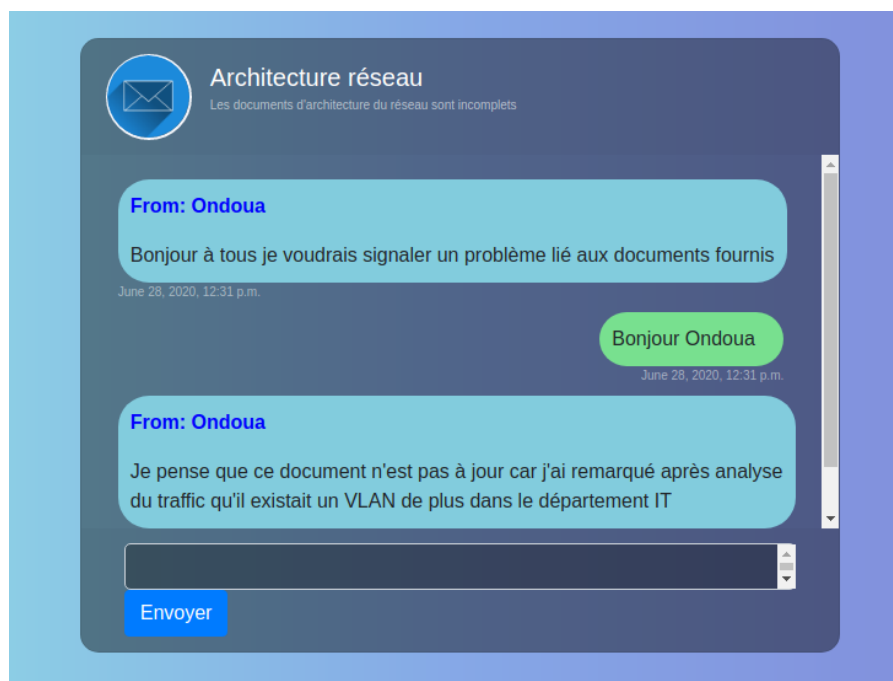 Architecture réseau
Les documents d'architecture du réseau sont incomplets
From: Ondoua
Bonjour à tous je voudrais signaler un problème lié aux documents fournis
June 28, 2020, 12:31 p.m.
Bonjour Ondoua
June 28, 2020, 12:31 p.m.
From: Ondoua
Je pense que ce document n'est pas à jour car j'ai remarqué après analyse
du traffic qu'il existait un VLAN de plus dans le département IT
Envoyer